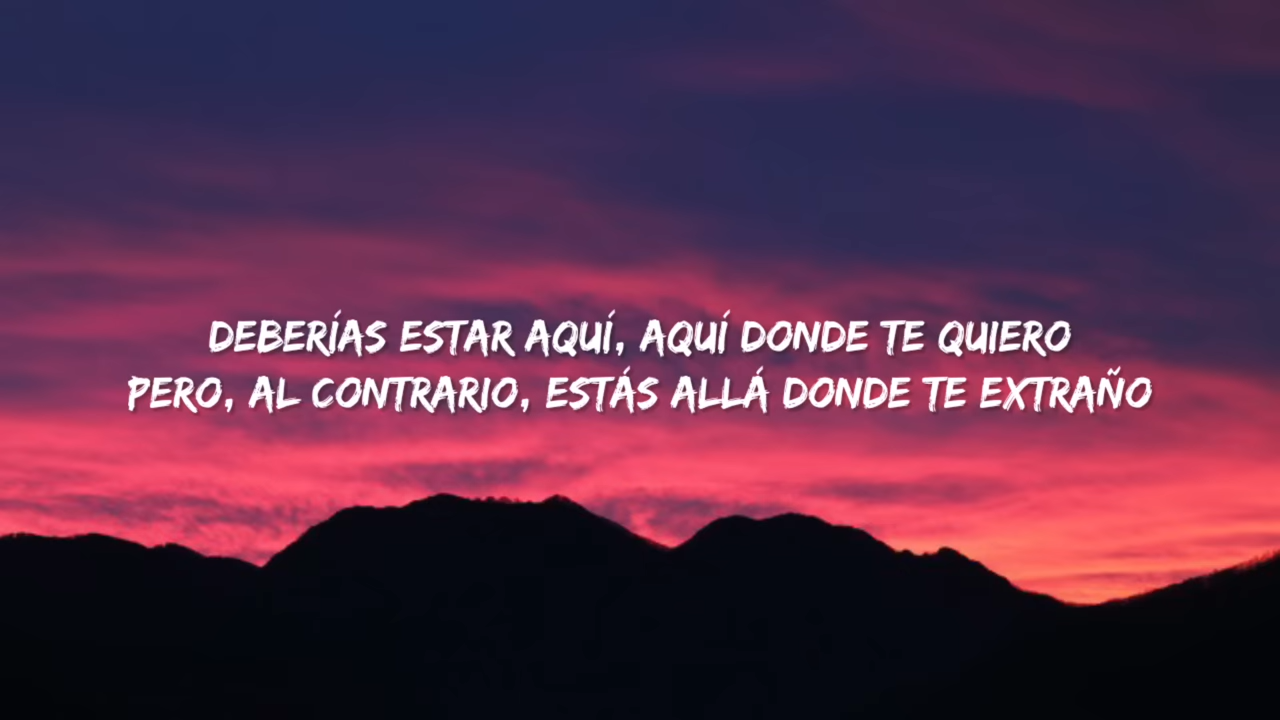 DEBERÍAS ESTAR AQUÍ, AQUÍ DONDE TE QUIERO
PERO, AL CONTRARIO, ESTÁS ALLÁ DONDE TE EXTRAÑO